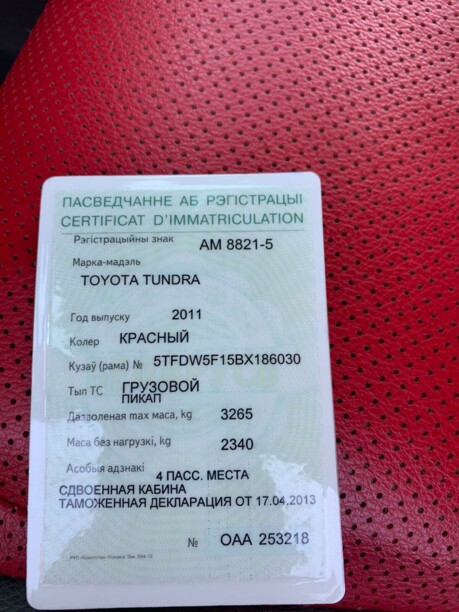 ПАСВЕДЧАННЕ АБ РЭГІСТРАЦЫІ
CERTIFICAT D'IMMATRICULATION
Рэгістрацыйны знак АМ 8821-5
Марка-мадэль
TOYOTA TUNDRA
Год выпуску 2011
Колер КРАСНЫЙ
Кузаў (рама) № 5TFDW5F15BX186030
Тып ТС ГРУЗОВОЙ
ПИКАП
Дазволеная max маса, kg 3265
Маса без нагрузкі, kg 2340
Асобыя адзнакі 4 ПАСС. МЕСТА
СДВОЕННАЯ КАБИНА
ТАМОЖЕННАЯ ДЕКЛАРАЦИЯ ОТ 17.04.2013
№ ОАА 253218